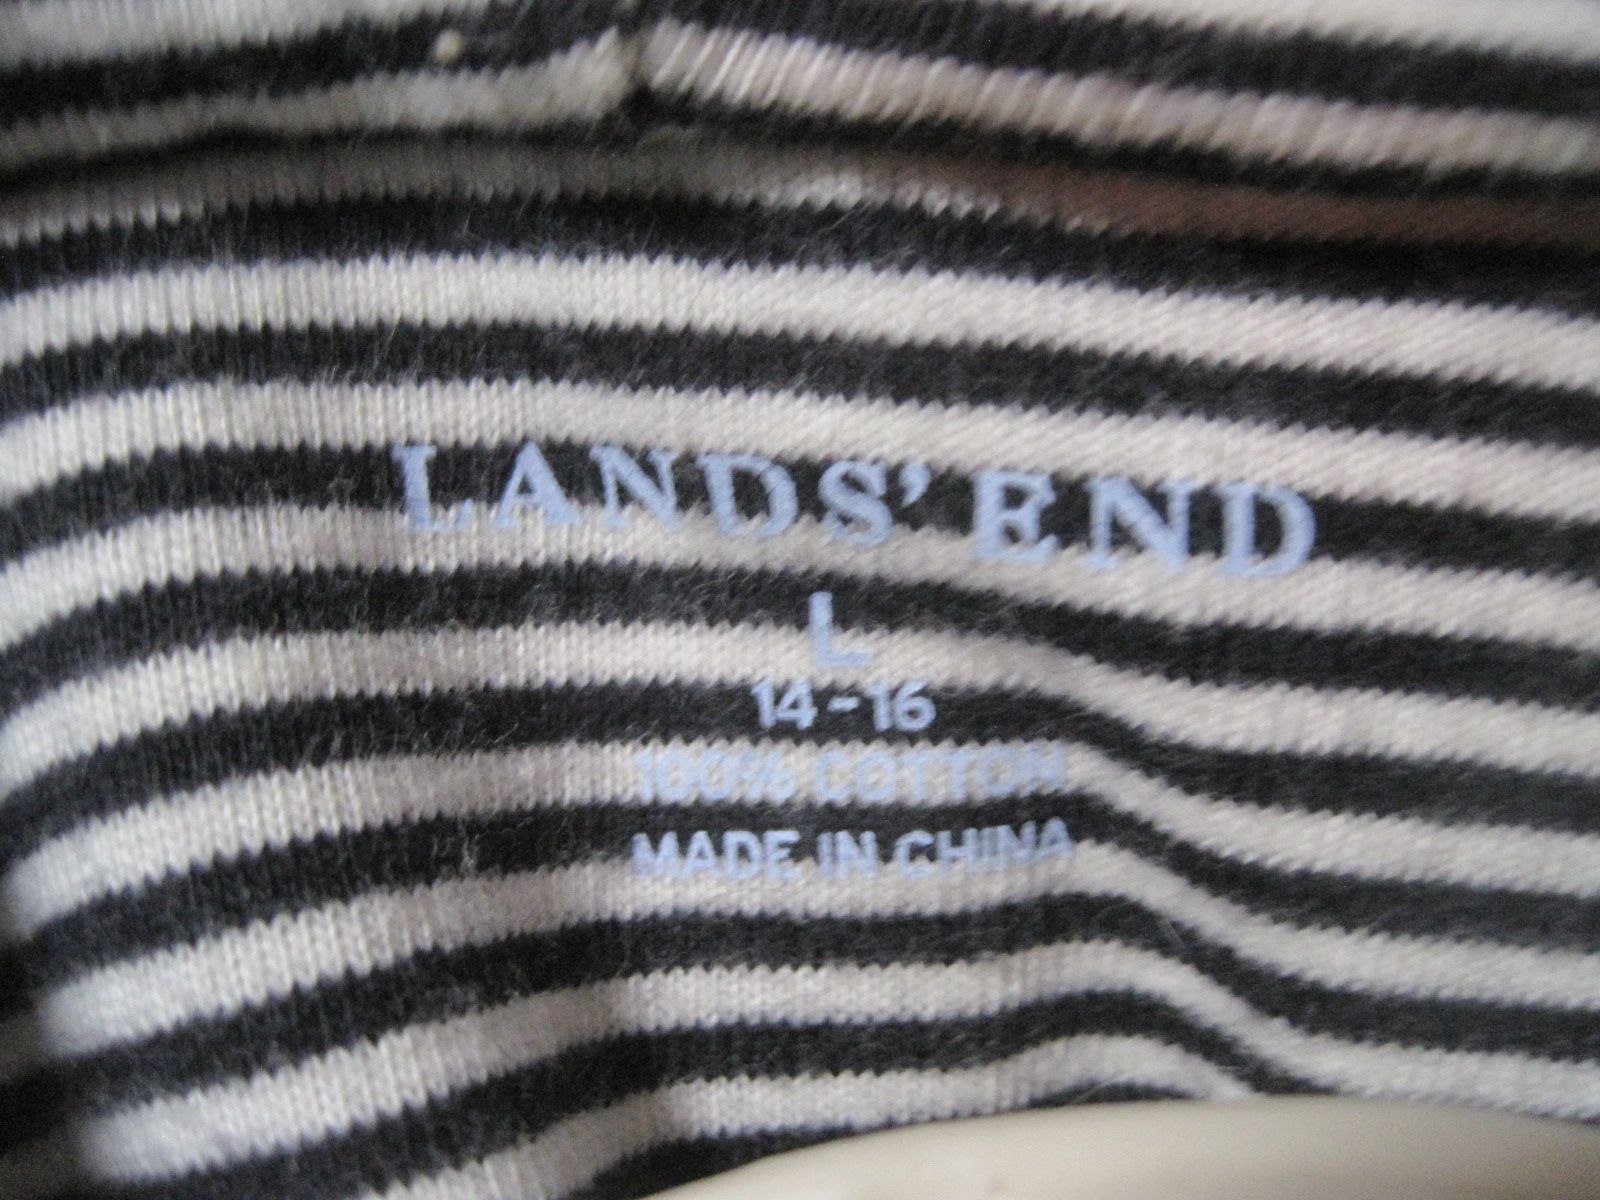 LANDS' END
L
14-16
100% COTTON
MADE IN CHINA